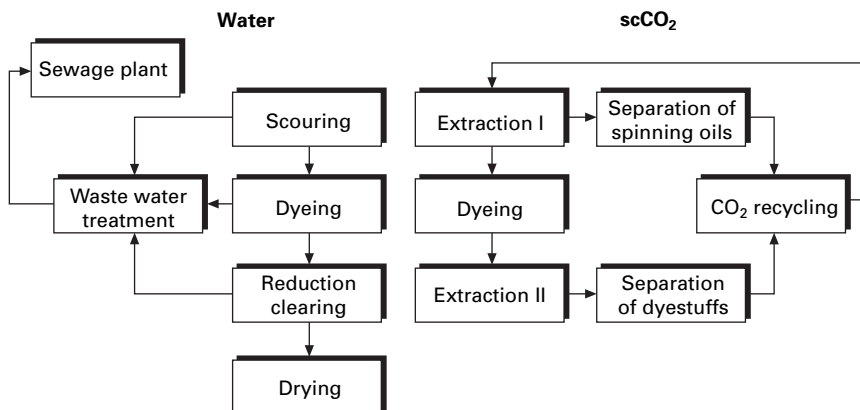 Water
scCO₂
Sewage plant
Scouring
Extraction I
Separation of
spinning oils
Waste water
treatment
Dyeing
Dyeing
CO₂ recycling
Reduction
clearing
Extraction II
Separation
of dyestuffs
Drying